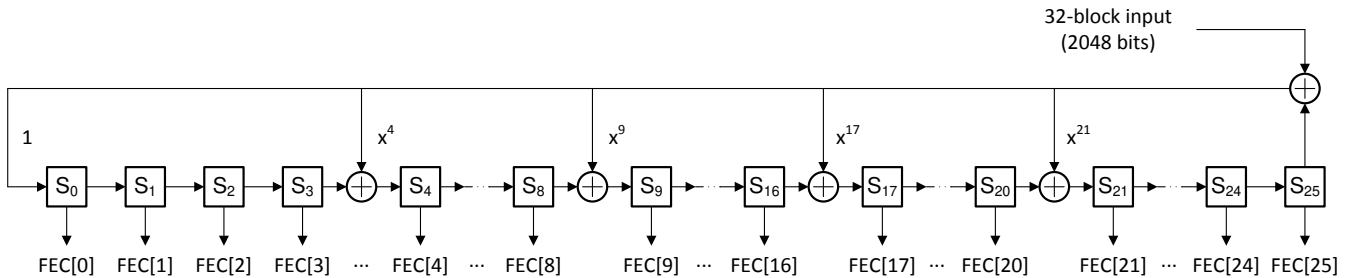 32-block input
(2048 bits)
1 x⁴ x⁹ x¹⁷ x²¹
S₀ S₁ S₂ S₃ S₄ S₈ S₉ S₁₆ S₁₇ S₂₀ S₂₁ S₂₄ S₂₅
FEC[0] FEC[1] FEC[2] FEC[3] ... FEC[4] ... FEC[8] FEC[9] ... FEC[16] FEC[17] ... FEC[20] FEC[21] ... FEC[24] FEC[25]